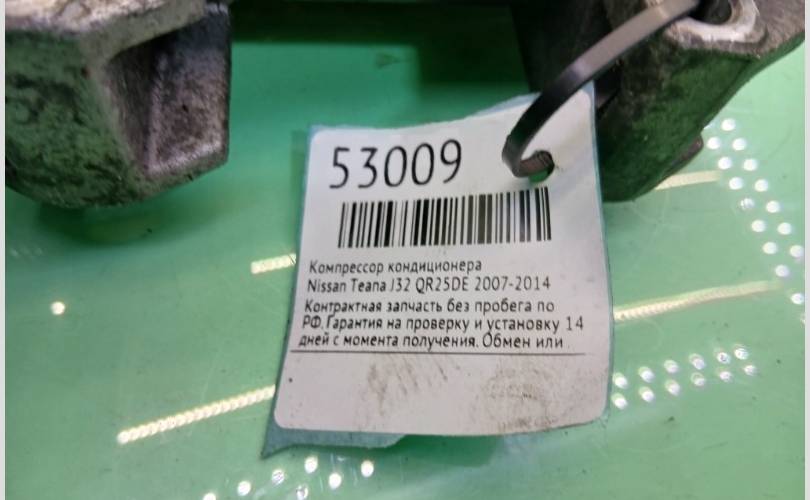 53009
Компрессор кондиционера
Nissan Teana J32 QR25DE 2007-2014
Контрактная запчасть без пробега по
РФ. Гарантия на проверку и установку 14
дней с момента получения. Обмен или